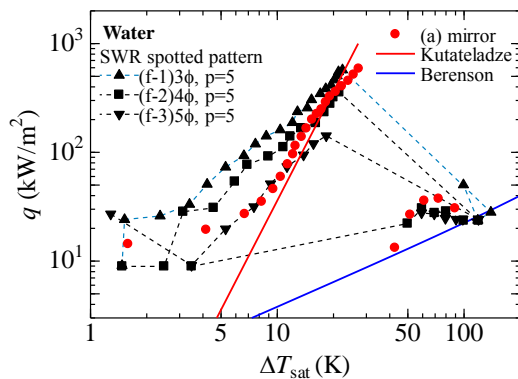 Water
SWR spotted pattern
(f-1)3ϕ, p=5
(f-2)4ϕ, p=5
(f-3)5ϕ, p=5
(a) mirror
Kutateladze
Berenson
10³
10²
10¹
q (kW/m²)
1 5 10 50 100
ΔT_sat (K)